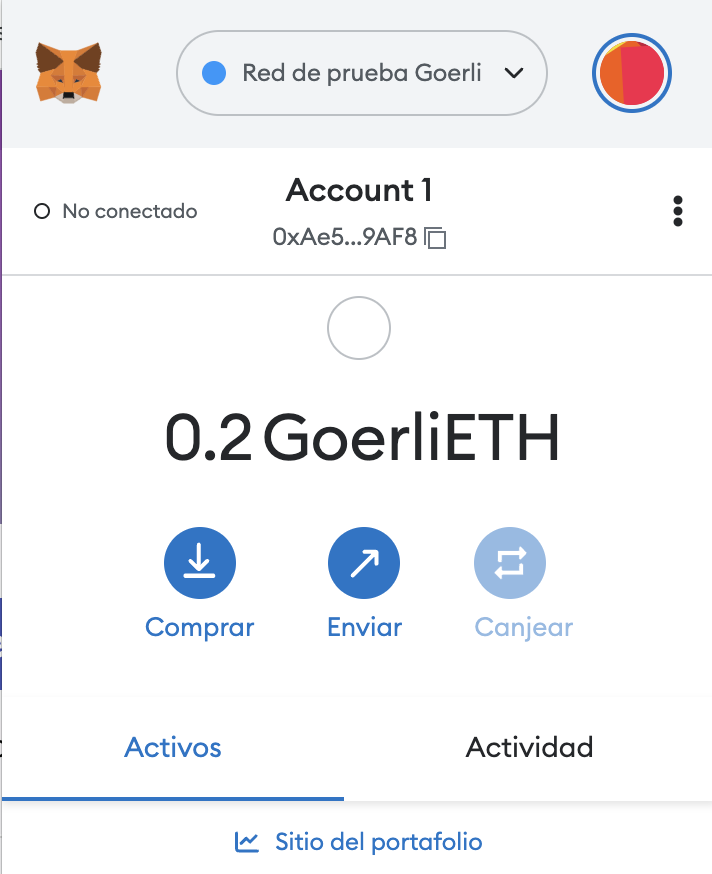 Red de prueba Goerli
Account 1
No conectado
0xAe5...9AF8
0.2 GoerliETH
Comprar
Enviar
Canjear
Activos
Actividad
Sitio del portafolio